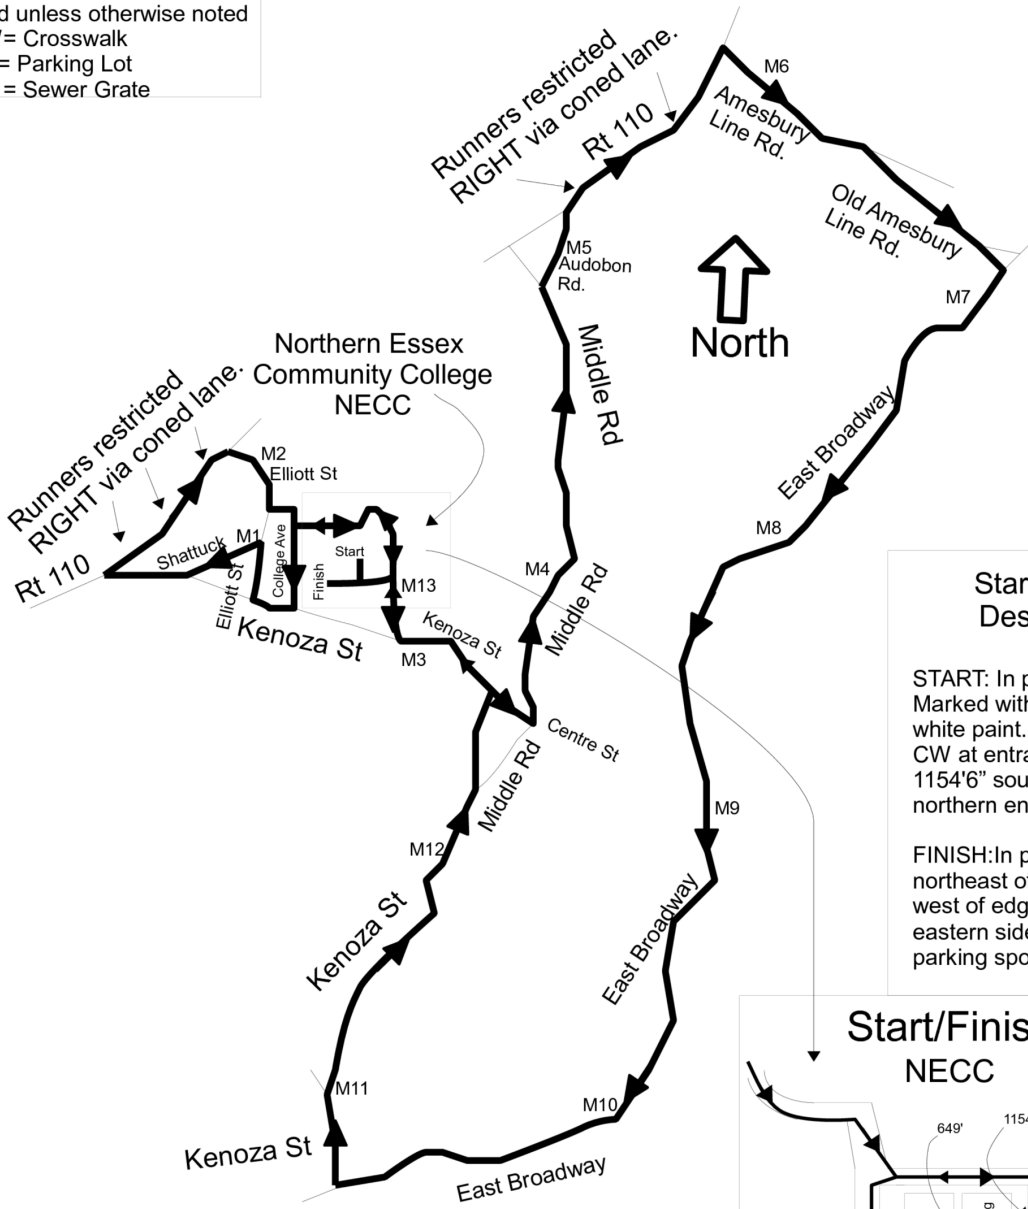 d unless otherwise noted
= Crosswalk
= Parking Lot
= Sewer Grate
Runners restricted
RIGHT via coned lane.
Rt 110
M6
Amesbury
Line Rd.
Old Amesbury
Line Rd.
M5
Audobon
Rd.
M7
North
Middle Rd
Northern Essex
Community College
NECC
Runners restricted
RIGHT via coned lane.
Rt 110
M2
Elliott St
Shattuck
M1
Elliott St
College Ave
Start
Finish
M13
Kenoza St
Kenoza St
M3
M4
Middle Rd
Centre St
Middle Rd
East Broadway
M8
M9
M12
Kenoza St
East Broadway
M11
M10
Kenoza St
East Broadway
Star
Des
START: In p
Marked with
white paint.
CW at entra
1154'6” sou
northern en
FINISH:In p
northeast of
west of edg
eastern side
parking spo
Start/Finis
NECC
649'
1154
g